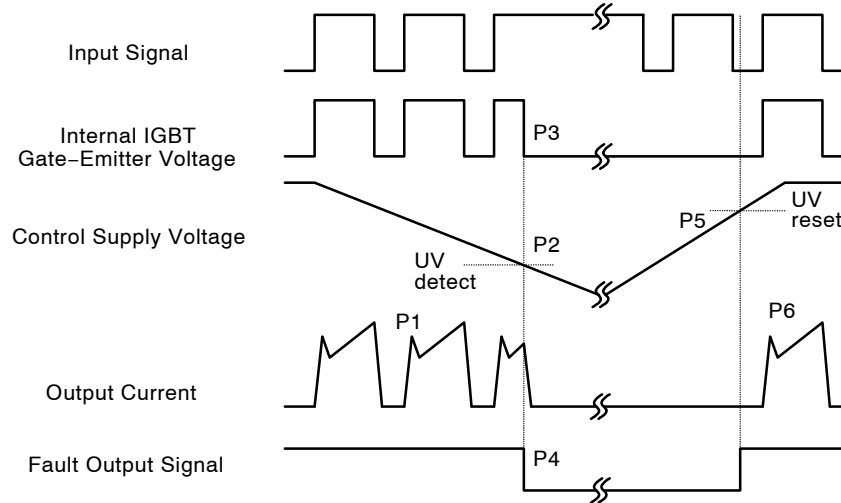 Input Signal
Internal IGBT
Gate−Emitter Voltage
P3
Control Supply Voltage
P2
UV
detect
P5
UV
reset
P1
P6
Output Current
Fault Output Signal
P4